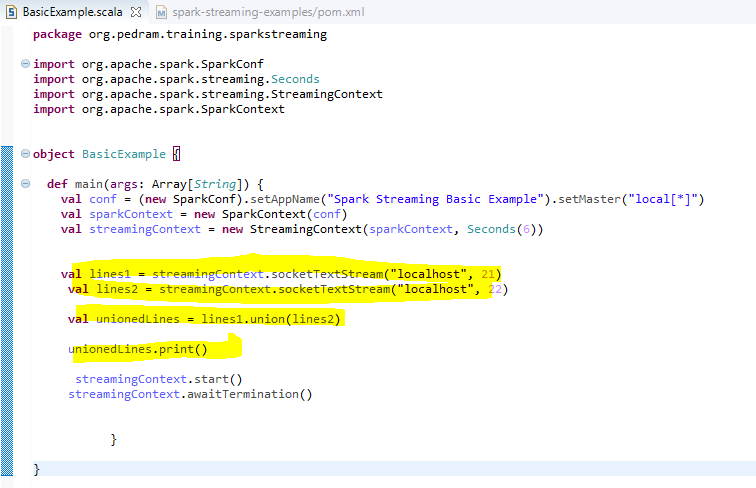 BasicExample.scala spark-streaming-examples/pom.xml
package org.pedram.training.sparkstreaming
import org.apache.spark.SparkConf
import org.apache.spark.streaming.Seconds
import org.apache.spark.streaming.StreamingContext
import org.apache.spark.SparkContext
object BasicExample {
def main(args: Array[String]) {
val conf = (new SparkConf).setAppName("Spark Streaming Basic Example").setMaster("local[*]")
val sparkContext = new SparkContext(conf)
val streamingContext = new StreamingContext(sparkContext, Seconds(6))
val lines1 = streamingContext.socketTextStream("localhost", 21)
val lines2 = streamingContext.socketTextStream("localhost", 22)
val unionedLines = lines1.union(lines2)
unionedLines.print()
streamingContext.start()
streamingContext.awaitTermination()
}
}